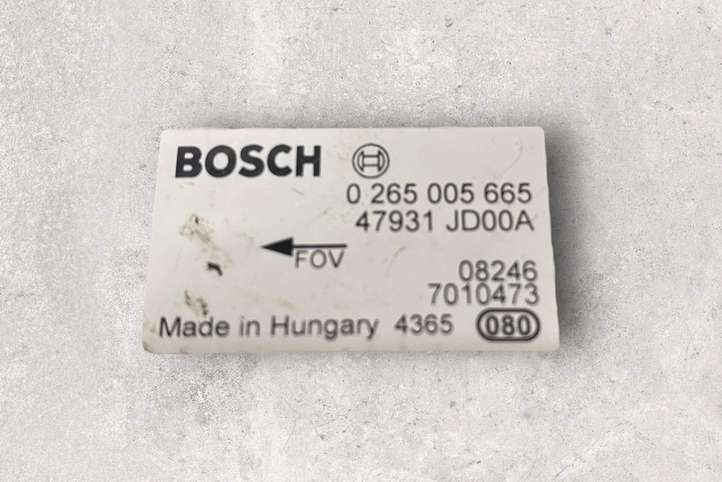 BOSCH
0 265 005 665
47931 JD00A
FOV
08246
7010473
Made in Hungary 4365 080